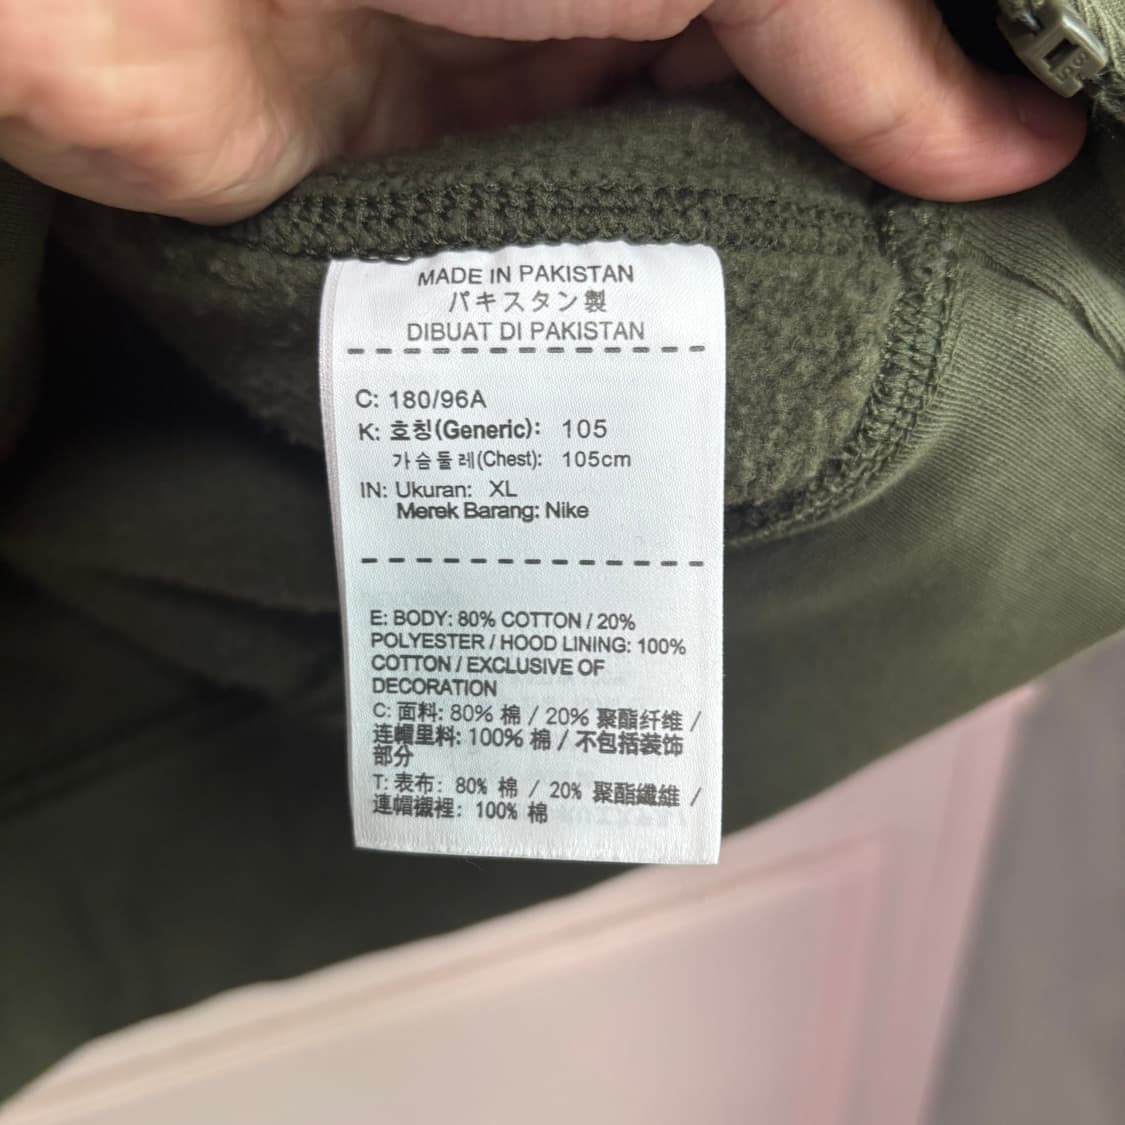 MADE IN PAKISTAN
パキスタン製
DIBUAT DI PAKISTAN
C: 180/96A
K: 호칭(Generic): 105
가슴둘레(Chest): 105cm
IN: Ukuran: XL
Merek Barang: Nike
E: BODY: 80% COTTON / 20%
POLYESTER / HOOD LINING: 100%
COTTON / EXCLUSIVE OF
DECORATION
C: 面料: 80% 棉 / 20% 聚酯纤维 /
连帽里料: 100% 棉 / 不包括装饰
部分
T: 表布: 80% 棉 / 20% 聚酯纖維 /
連帽襯裡: 100% 棉